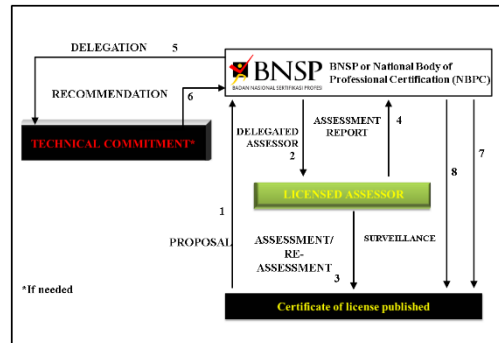 DELEGATION 5
BNSP
BADAN NASIONAL SERTIFIKASI PROFESI
BNSP or National Body of
Professional Certification (NBPC)
RECOMMENDATION 6
TECHNICAL COMMITMENT*
DELEGATED
ASSESSOR
2
ASSESSMENT
REPORT
4
7
8
LICENSED ASSESSOR
1
PROPOSAL
ASSESSMENT/
RE-
ASSESSMENT
3
SURVEILLANCE
*If needed
Certificate of license published